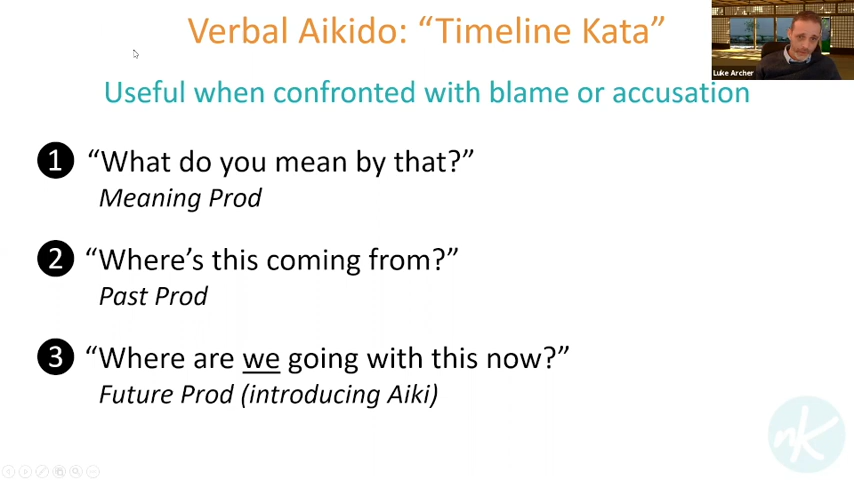 Verbal Aikido: “Timeline Kata”
Luke Archer
Useful when confronted with blame or accusation
❶ “What do you mean by that?”
Meaning Prod
❷ “Where’s this coming from?”
Past Prod
❸ “Where are we going with this now?”
Future Prod (introducing Aiki)
nk